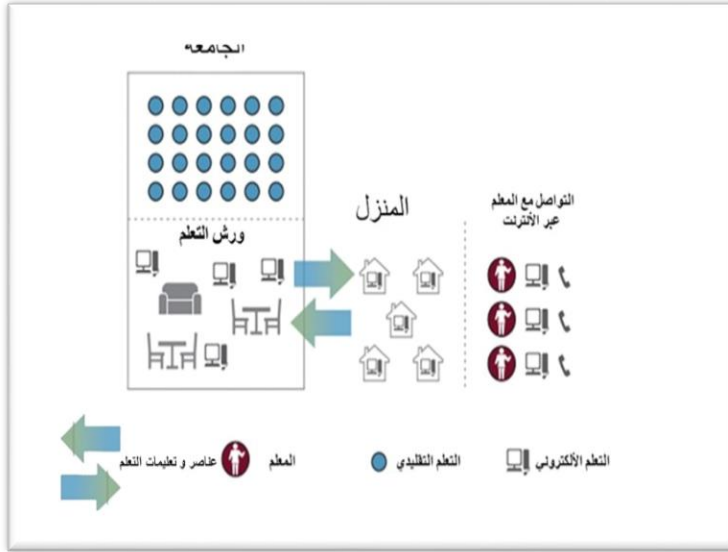 الجامعه
ورش التعلم
المنزل
التواصل مع المعلم
عبر الأنترنت
التعلم الألكتروني
التعلم التقليدي
المعلم
عناصر و تعليمات التعلم